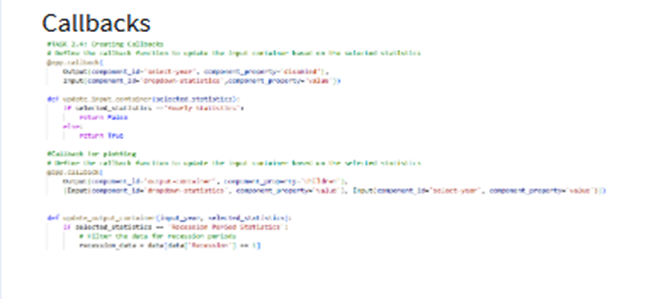 Callbacks
#TASK 2.4: Creating Callbacks
# Define the callback function to update the input container based on the selected statistics
@app.callback(
Output(component_id='select-year', component_property='disabled'),
Input(component_id='dropdown-statistics',component_property='value'))
def update_input_container(selected_statistics):
if selected_statistics =='Yearly Statistics':
return False
else:
return True
#Callback for plotting
# Define the callback function to update the input container based on the selected statistics
@app.callback(
Output(component_id='output-container', component_property='children'),
[Input(component_id='dropdown-statistics', component_property='value'), Input(component_id='select-year', component_property='value')])
def update_output_container(input_year, selected_statistics):
if selected_statistics == 'Recession Period Statistics':
# Filter the data for recession periods
recession_data = data[data['Recession'] == 1]